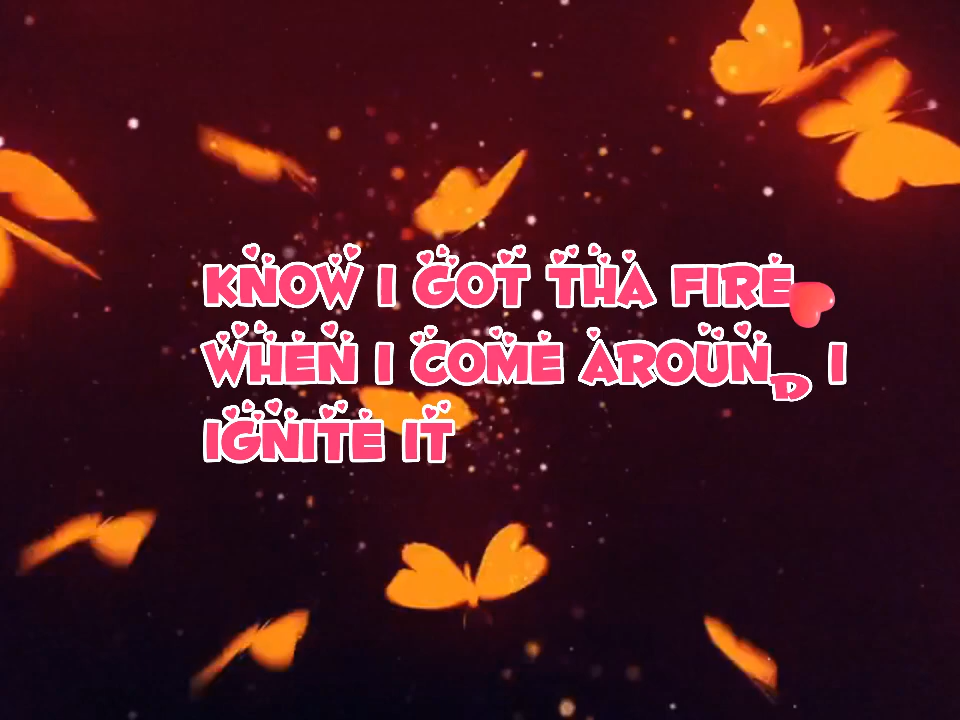 KNOW I GOT THA FIRE
WHEN I COME AROUND I
IGNITE IT